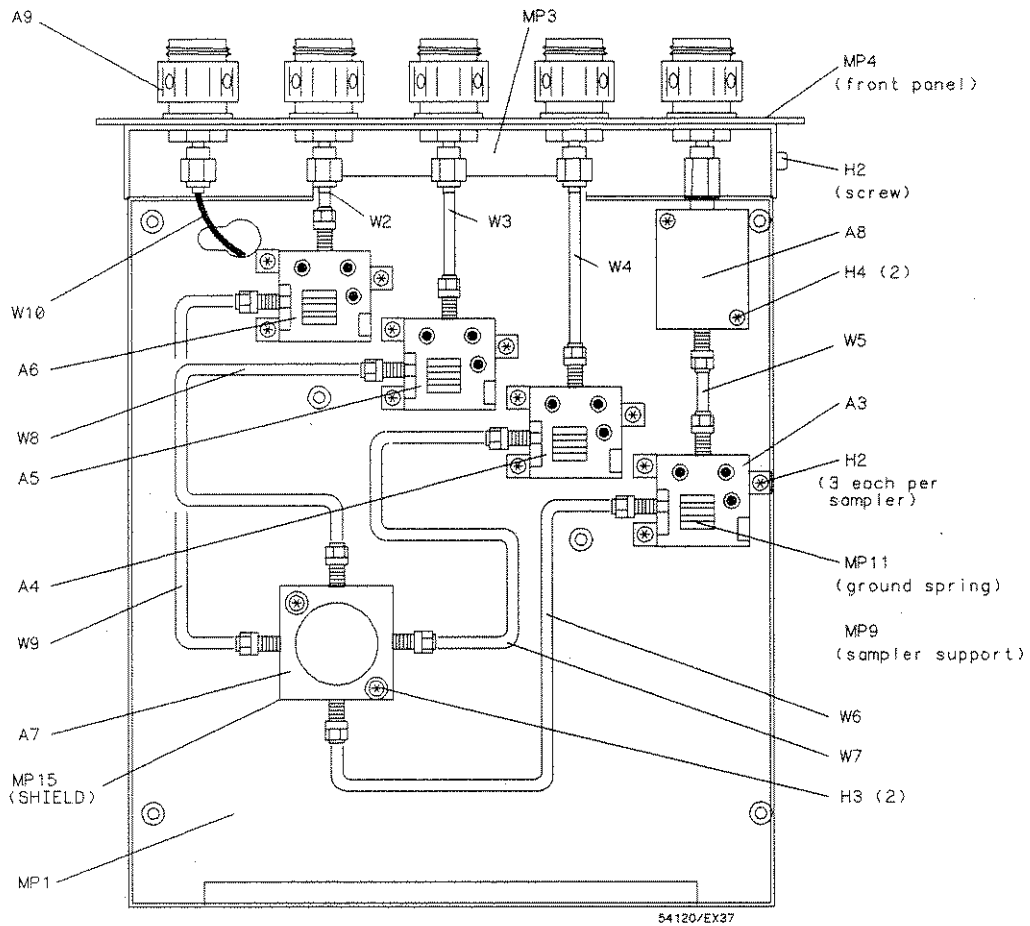 A9
MP3
MP4
(front panel)
H2
(screw)
W2
W3
A8
W4
H4 (2)
W10
W5
A6
A3
W8
H2
(3 each per
sampler)
A5
MP11
(ground spring)
A4
MP9
(sampler support)
W9
W6
A7
W7
MP15
(SHIELD)
H3 (2)
MP1
54120/EX37